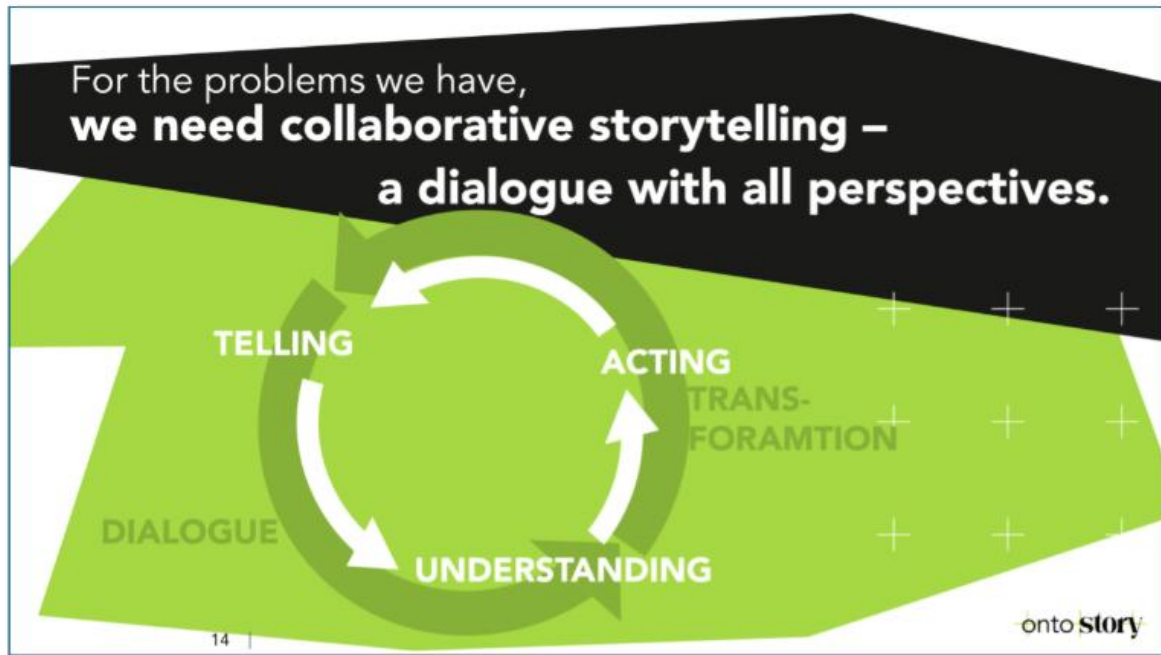 For the problems we have,
we need collaborative storytelling –
a dialogue with all perspectives.
TELLING
ACTING
TRANS-
FORAMTION
DIALOGUE
UNDERSTANDING
14
onto story